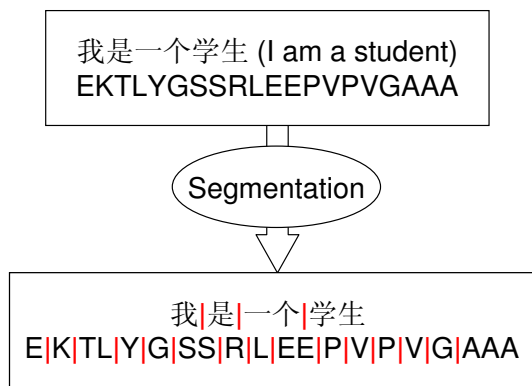 我是一个学生 (I am a student)
EKTLYGSSRLEEPVPVGAAA
Segmentation
我|是|一个|学生
E|K|TL|Y|G|SS|R|L|EE|P|V|P|V|G|AAA